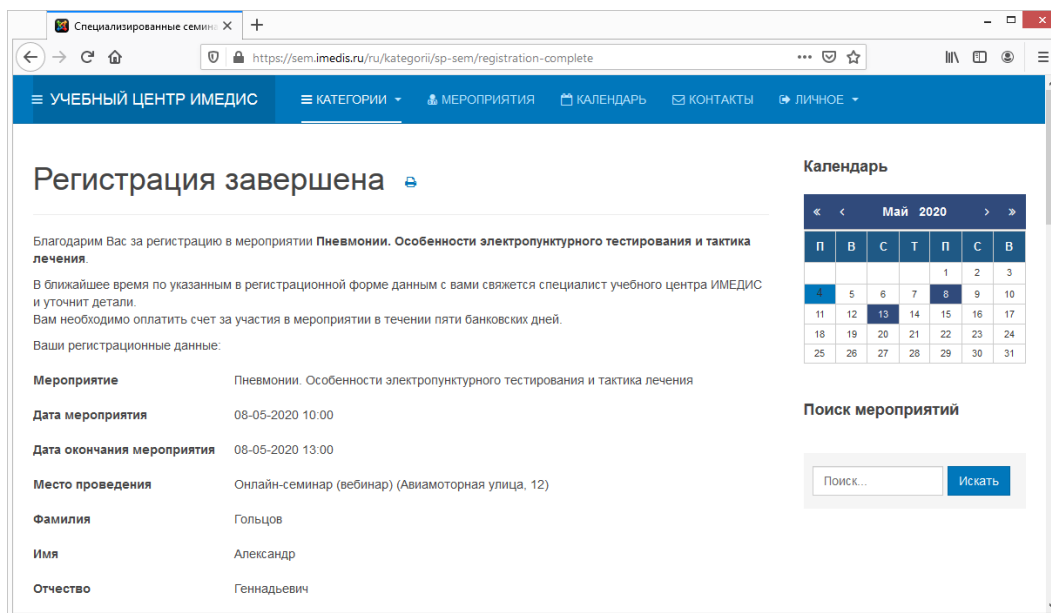 Специализированные семина
https://sem.imedis.ru/ru/kategorii/sp-sem/registration-complete
УЧЕБНЫЙ ЦЕНТР ИМЕДИС КАТЕГОРИИ МЕРОПРИЯТИЯ КАЛЕНДАРЬ КОНТАКТЫ ЛИЧНОЕ
Регистрация завершена
Благодарим Вас за регистрацию в мероприятии Пневмонии. Особенности электропунктурного тестирования и тактика
лечения.
В ближайшее время по указанным в регистрационной форме данным с вами свяжется специалист учебного центра ИМЕДИС
и уточнит детали.
Вам необходимо оплатить счет за участия в мероприятии в течении пяти банковских дней.
Ваши регистрационные данные:
Мероприятие Пневмонии. Особенности электропунктурного тестирования и тактика лечения
Дата мероприятия 08-05-2020 10:00
Дата окончания мероприятия 08-05-2020 13:00
Место проведения Онлайн-семинар (вебинар) (Авиамоторная улица, 12)
Фамилия Гольцов
Имя Александр
Отчество Геннадьевич
Календарь
« ‹ Май 2020 › »
П В С Т П С В
1 2 3
4 5 6 7 8 9 10
11 12 13 14 15 16 17
18 19 20 21 22 23 24
25 26 27 28 29 30 31
Поиск мероприятий
Поиск... Искать